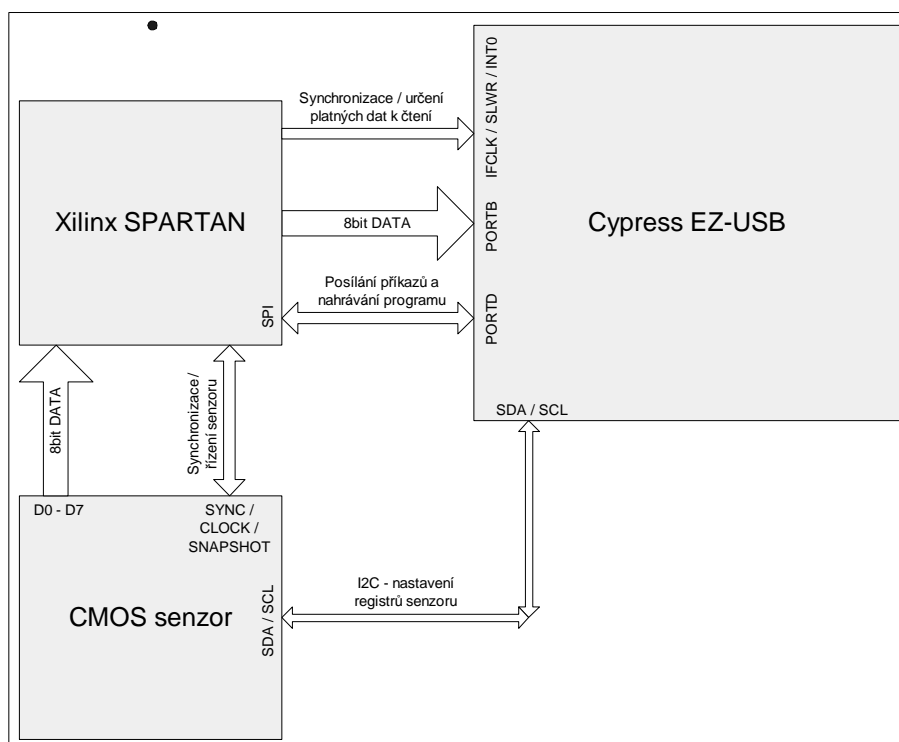 Synchronizace / určení
platných dat k čtení
IFCLK / SLWR / INT0
Xilinx SPARTAN
8bit DATA
PORTB
Cypress EZ-USB
Posílání příkazů a
nahrávání programu
SPI
PORTD
8bit DATA
Synchronizace /
řízení senzoru
SDA / SCL
D0 - D7
SYNC /
CLOCK /
SNAPSHOT
CMOS senzor
SDA / SCL
I2C - nastavení
registrů senzoru